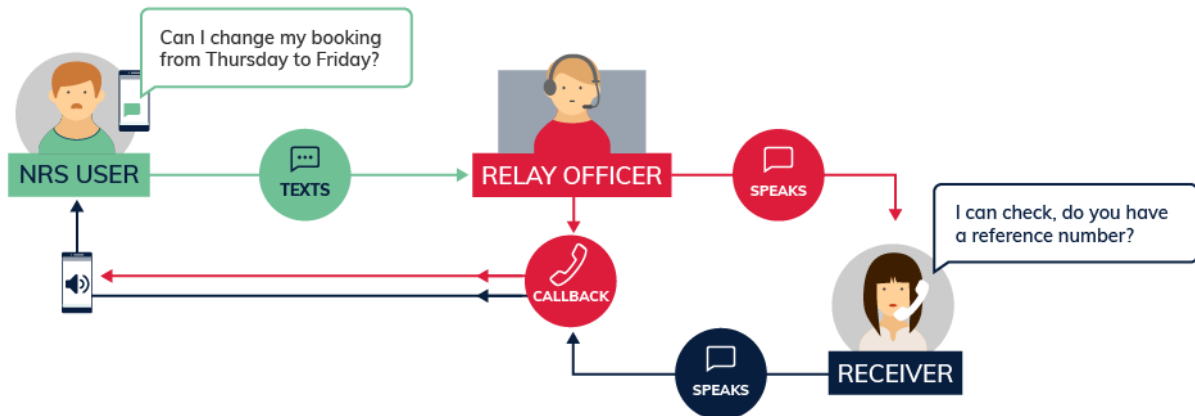 Can I change my booking
from Thursday to Friday?
NRS USER
TEXTS
RELAY OFFICER
SPEAKS
I can check, do you have
a reference number?
CALLBACK
SPEAKS
RECEIVER